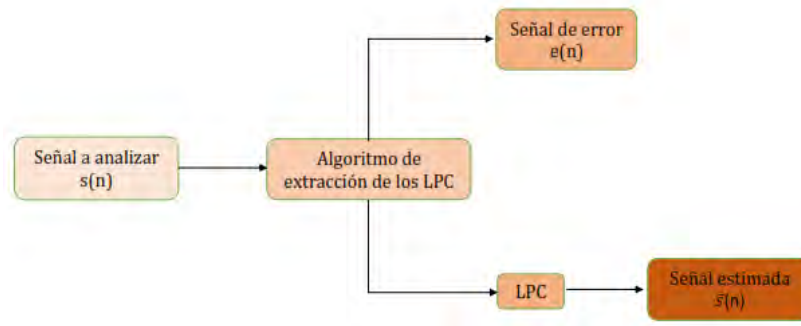 Señal de error
e(n)
Señal a analizar
s(n)
Algoritmo de
extracción de los LPC
LPC
Señal estimada
s̃(n)